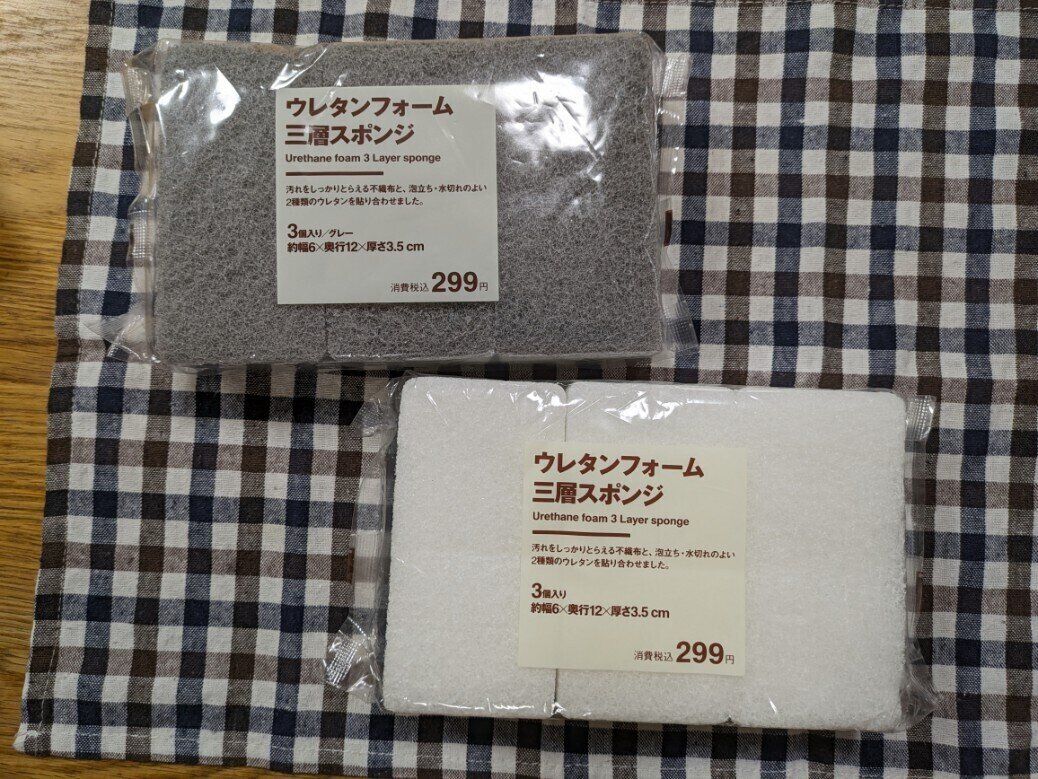 ウレタンフォーム
三層スポンジ
Urethane foam 3 Layer sponge
汚れをしっかりとらえる不織布と、泡立ち・水切れのよい
2種類のウレタンを貼り合わせました。
3個入り/グレー
約幅6×奥行12×厚さ3.5 cm
消費税込299円
ウレタンフォーム
三層スポンジ
Urethane foam 3 Layer sponge
汚れをしっかりとらえる不織布と、泡立ち・水切れのよい
2種類のウレタンを貼り合わせました。
3個入り
約幅6×奥行12×厚さ3.5 cm
消費税込299円